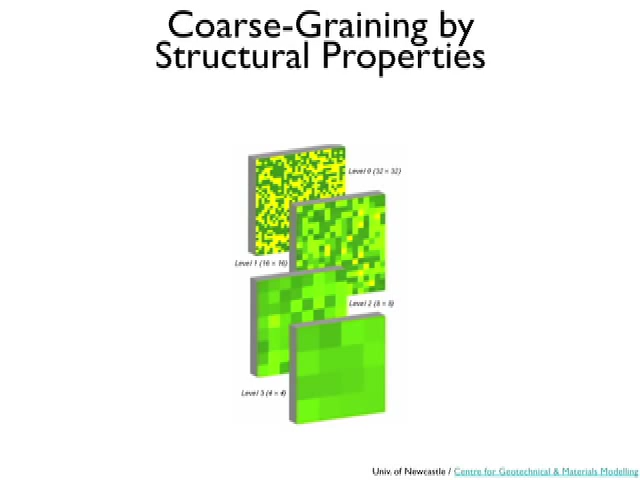 Coarse-Graining by
Structural Properties
Level 0 (32 × 32)
Level 1 (16 × 16)
Level 2 (8 × 8)
Level 3 (4 × 4)
Univ. of Newcastle / Centre for Geotechnical & Materials Modelling